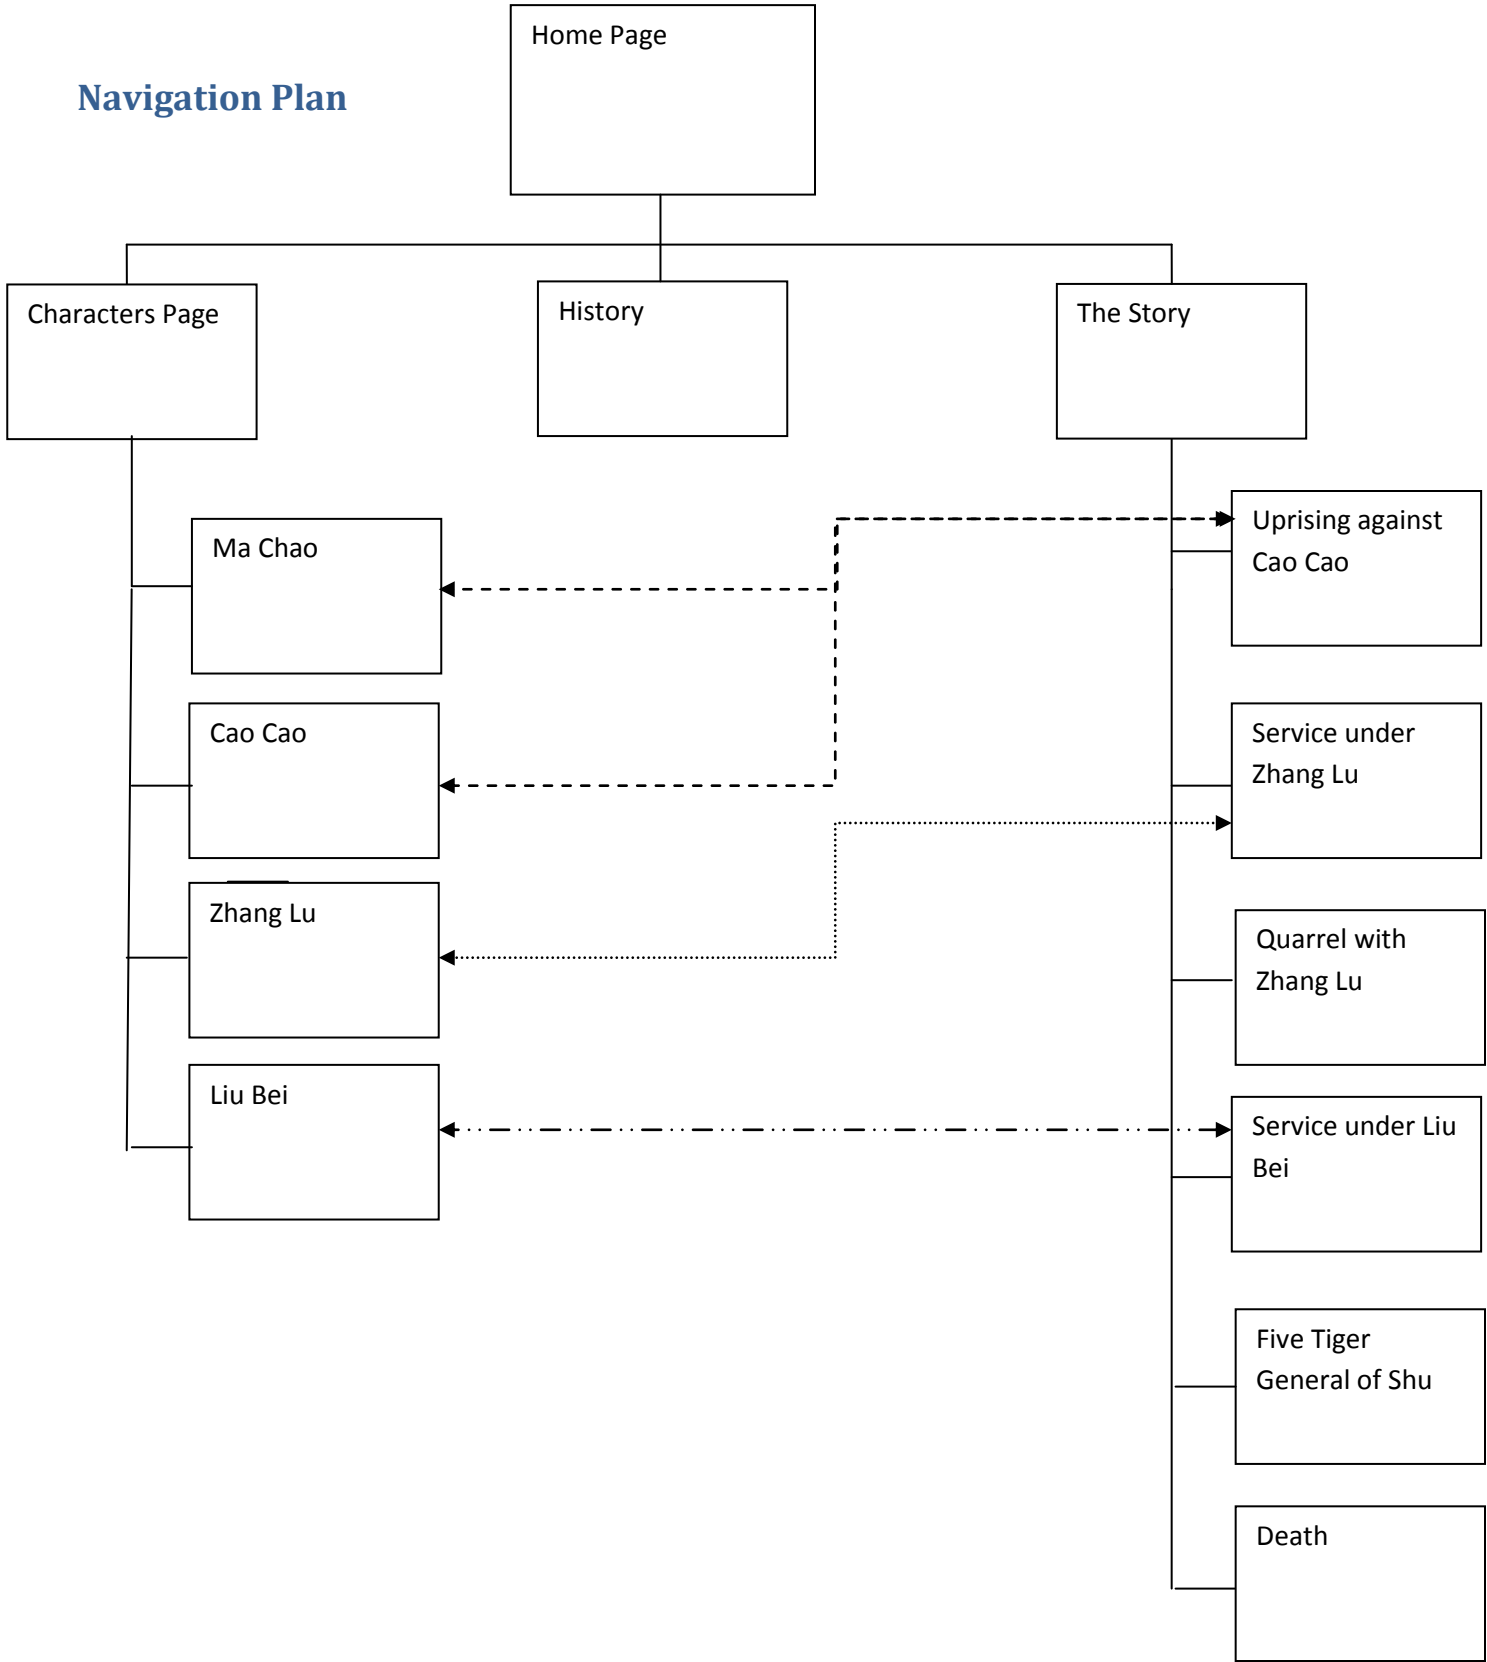 Home Page
Navigation Plan
Characters Page
History
The Story
Ma Chao
Cao Cao
Zhang Lu
Liu Bei
Uprising against
Cao Cao
Service under
Zhang Lu
Quarrel with
Zhang Lu
Service under Liu
Bei
Five Tiger
General of Shu
Death